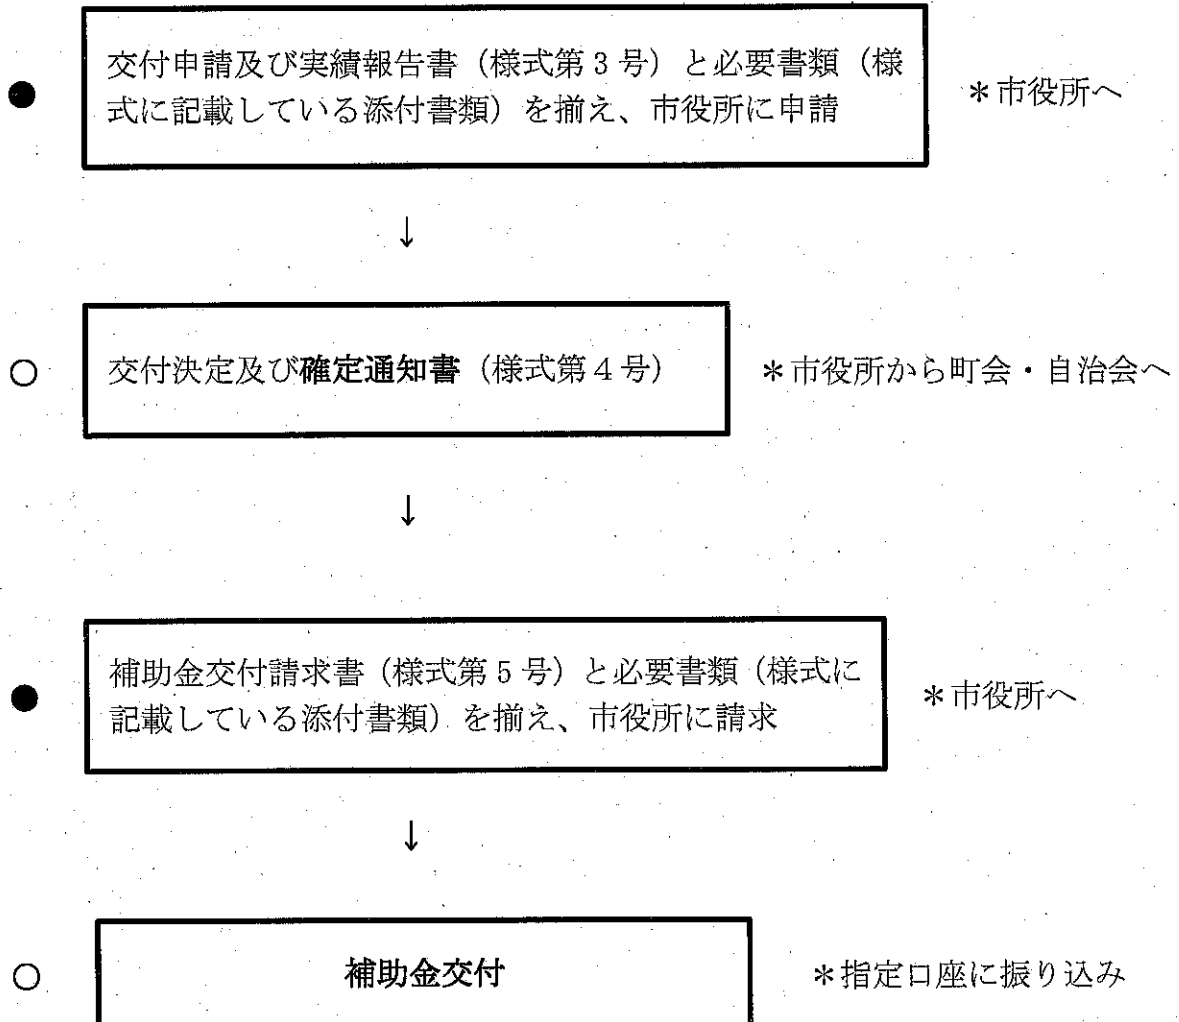 交付申請及び実績報告書（様式第３号）と必要書類（様
● 式に記載している添付書類）を揃え、市役所に申請 ＊市役所へ
↓
○ 交付決定及び確定通知書（様式第４号） ＊市役所から町会・自治会へ
↓
補助金交付請求書（様式第５号）と必要書類（様式に
● 記載している添付書類）を揃え、市役所に請求 ＊市役所へ
↓
○ 補助金交付 ＊指定口座に振り込み